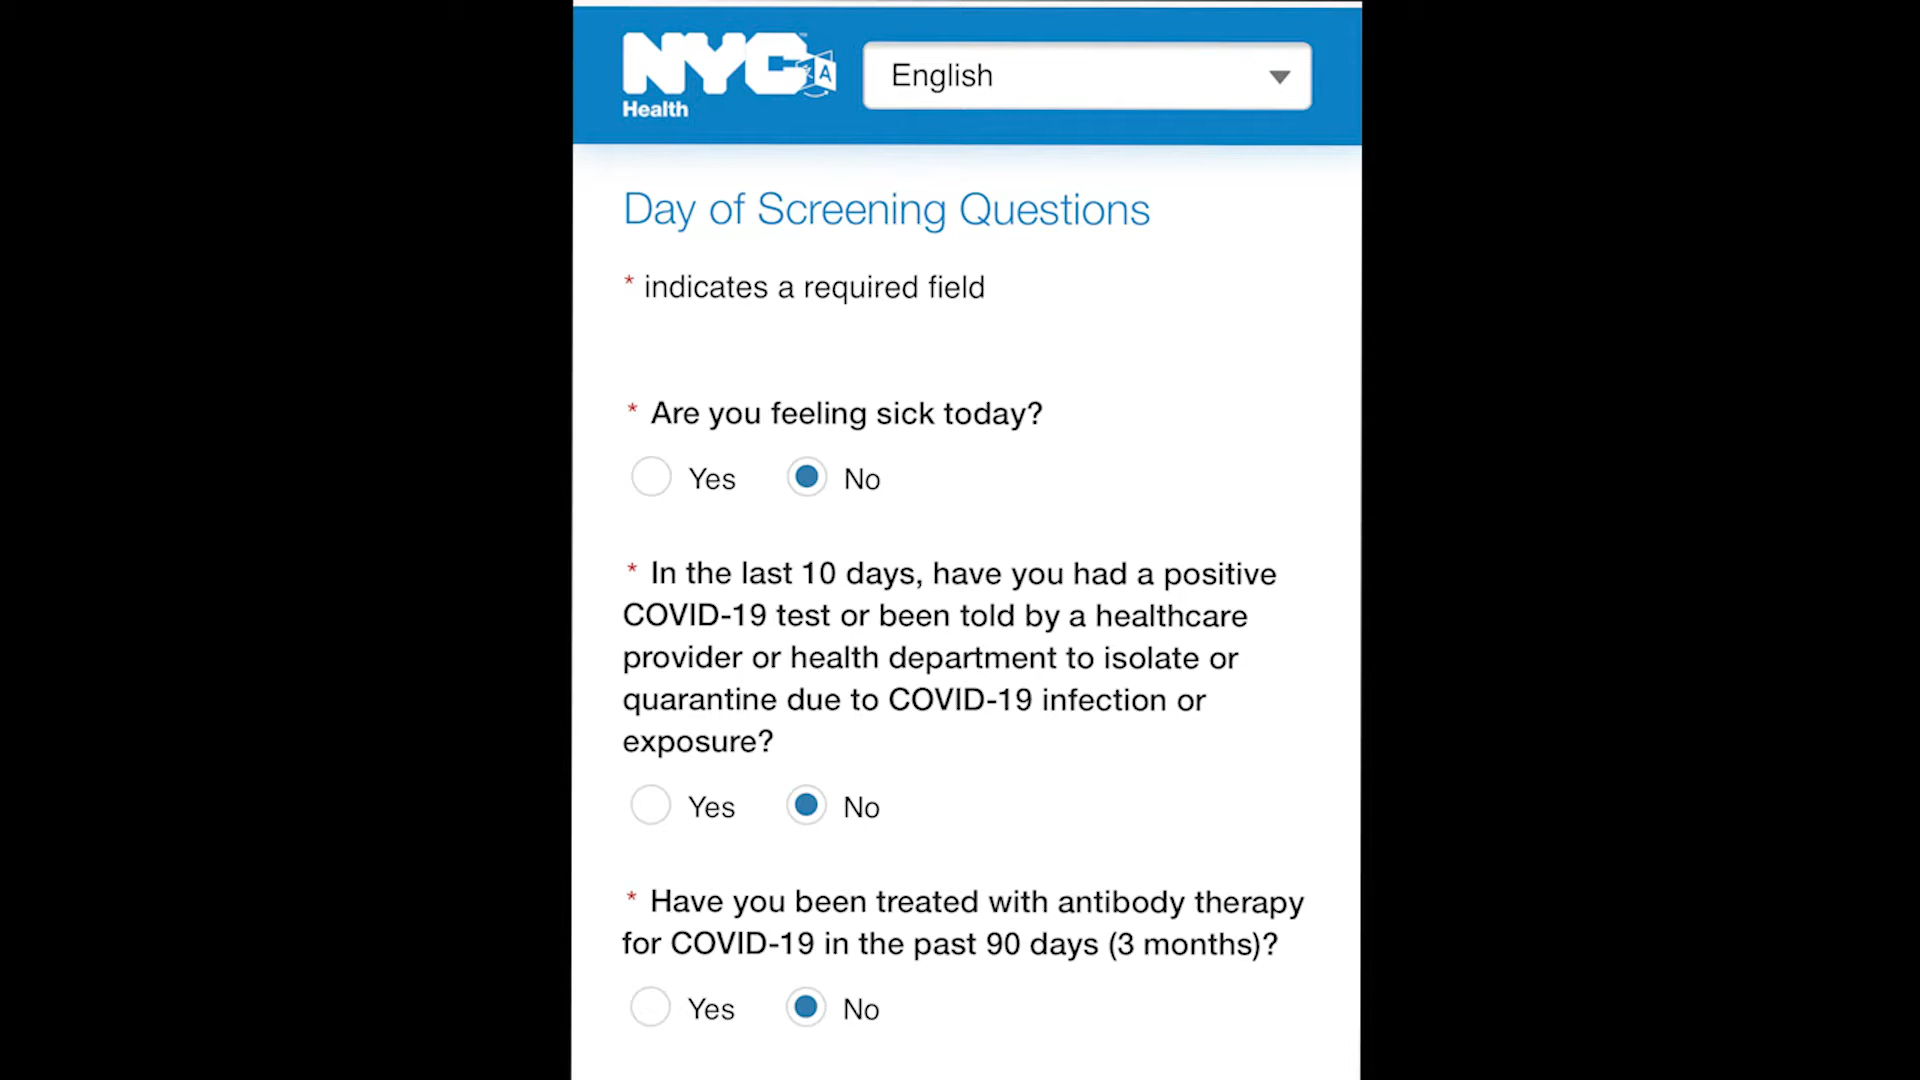 NYC
Health
A
English
Day of Screening Questions
* indicates a required field
* Are you feeling sick today?
Yes No
* In the last 10 days, have you had a positive
COVID-19 test or been told by a healthcare
provider or health department to isolate or
quarantine due to COVID-19 infection or
exposure?
Yes No
* Have you been treated with antibody therapy
for COVID-19 in the past 90 days (3 months)?
Yes No